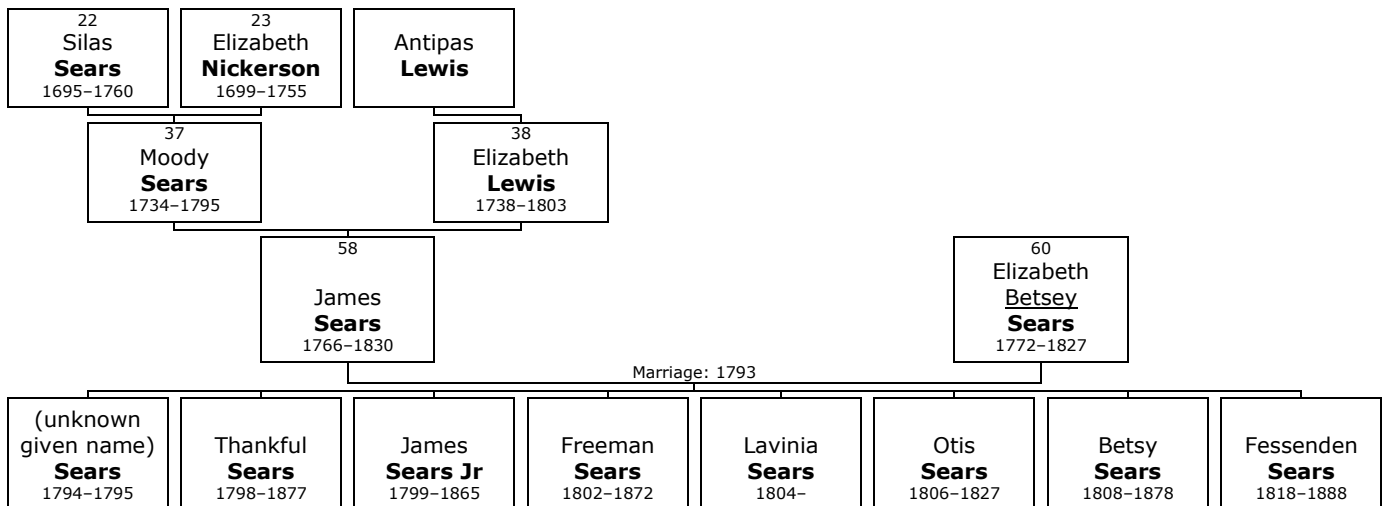 22
Silas
Sears
1695–1760
23
Elizabeth
Nickerson
1699–1755
Antipas
Lewis
37
Moody
Sears
1734–1795
38
Elizabeth
Lewis
1738–1803
58
James
Sears
1766–1830
60
Elizabeth
Betsey
Sears
1772–1827
Marriage: 1793
(unknown
given name)
Sears
1794–1795
Thankful
Sears
1798–1877
James
Sears Jr
1799–1865
Freeman
Sears
1802–1872
Lavinia
Sears
1804–
Otis
Sears
1806–1827
Betsy
Sears
1808–1878
Fessenden
Sears
1818–1888